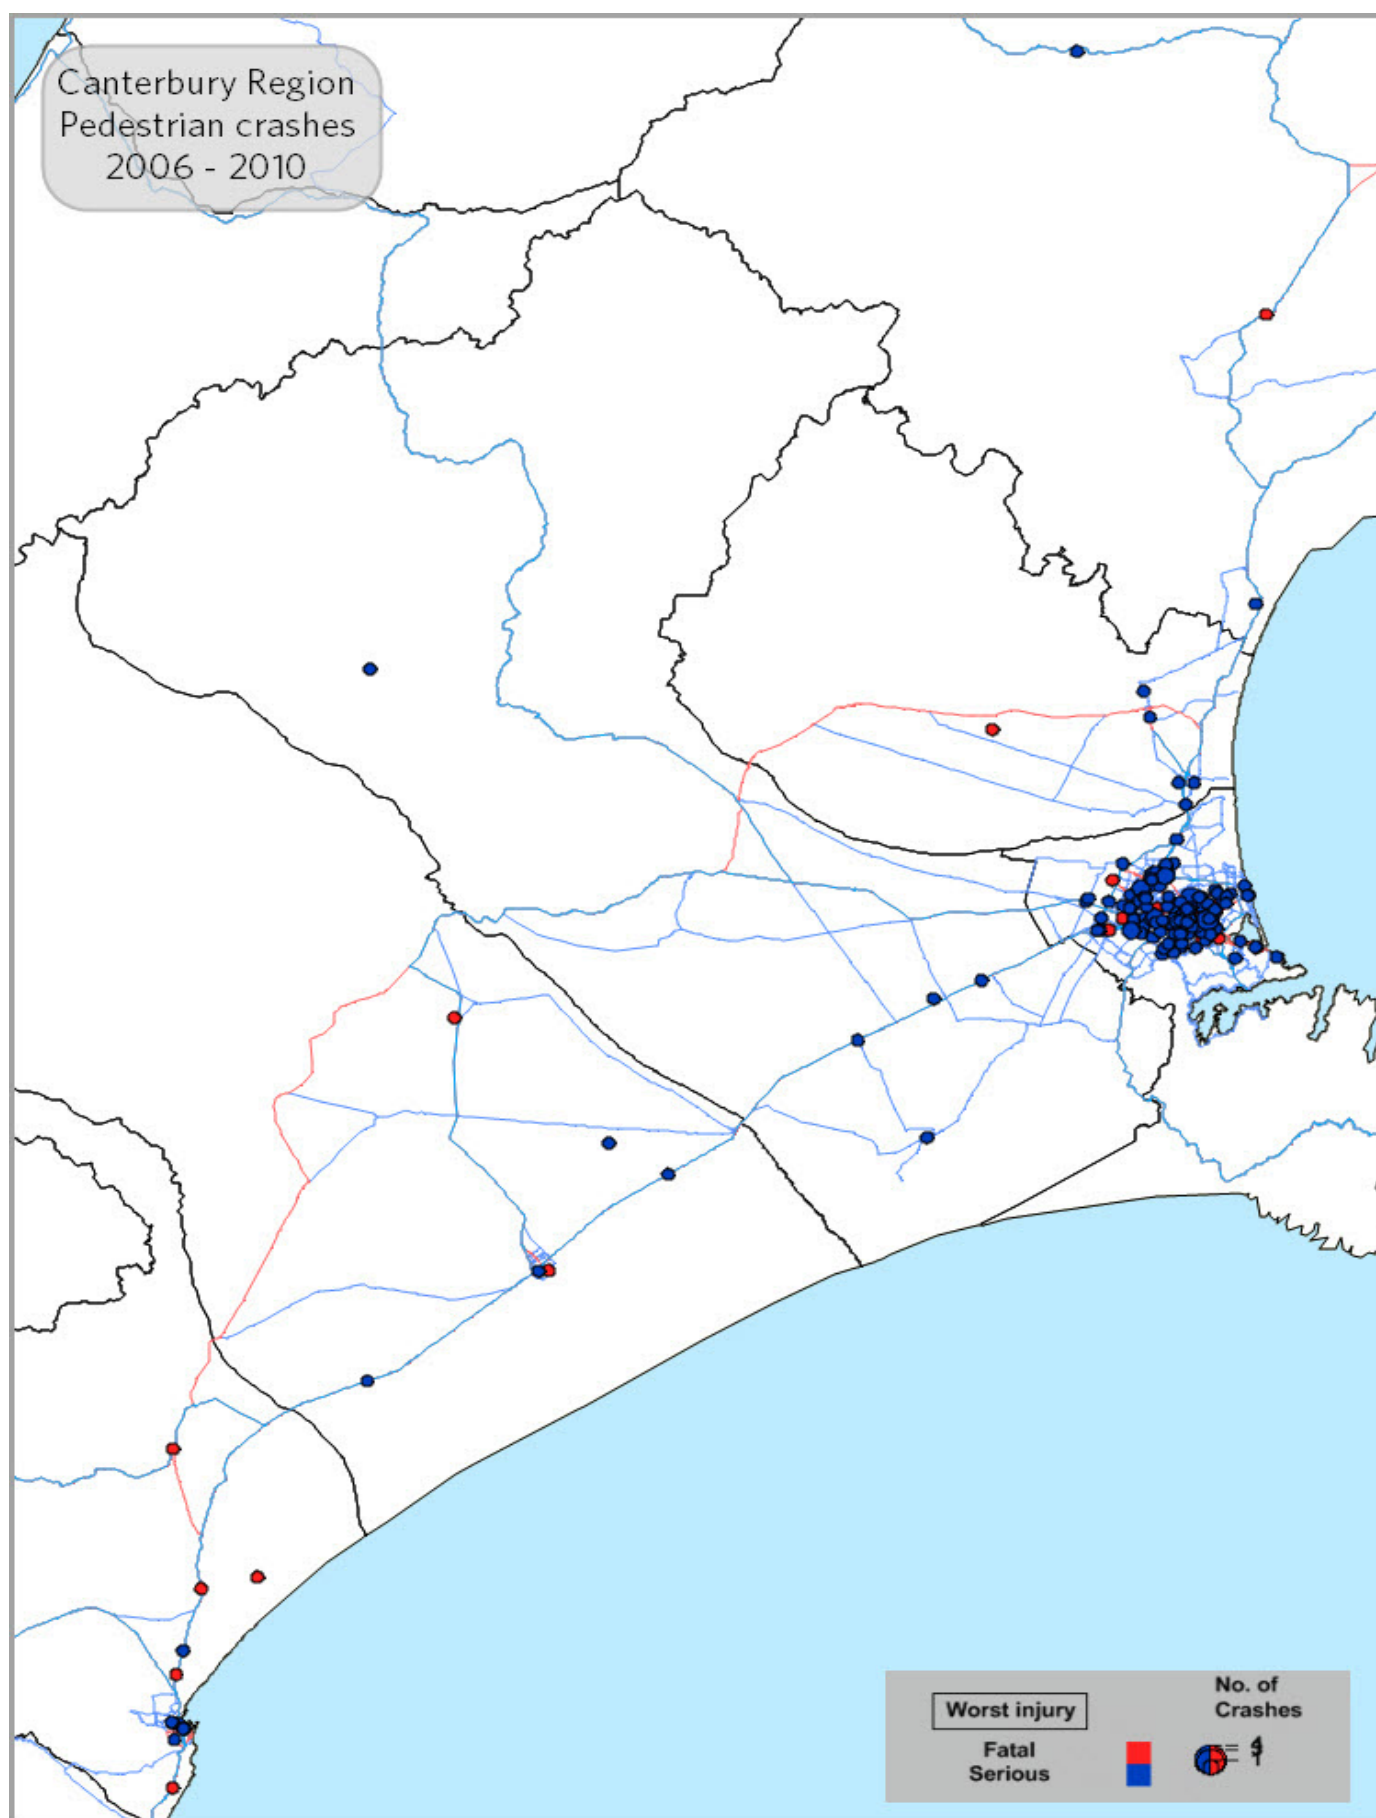 Canterbury Region
Pedestrian crashes
2006 - 2010
No. of
Crashes
Worst injury
Fatal
Serious